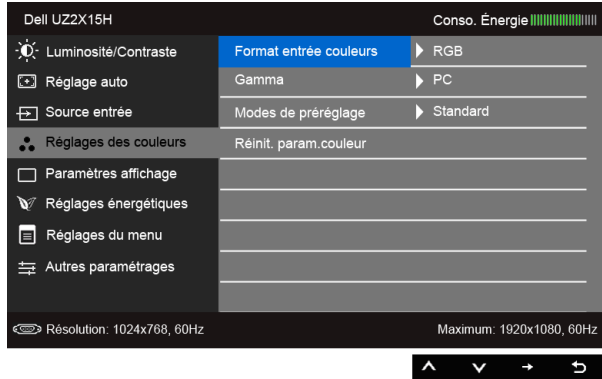 Dell UZ2X15H Conso. Énergie
Luminosité/Contraste Format entrée couleurs RGB
Réglage auto Gamma PC
Source entrée Modes de préréglage Standard
Réglages des couleurs Réinit. param.couleur
Paramètres affichage
Réglages énergétiques
Réglages du menu
Autres paramétrages
Résolution: 1024x768, 60Hz Maximum: 1920x1080, 60Hz